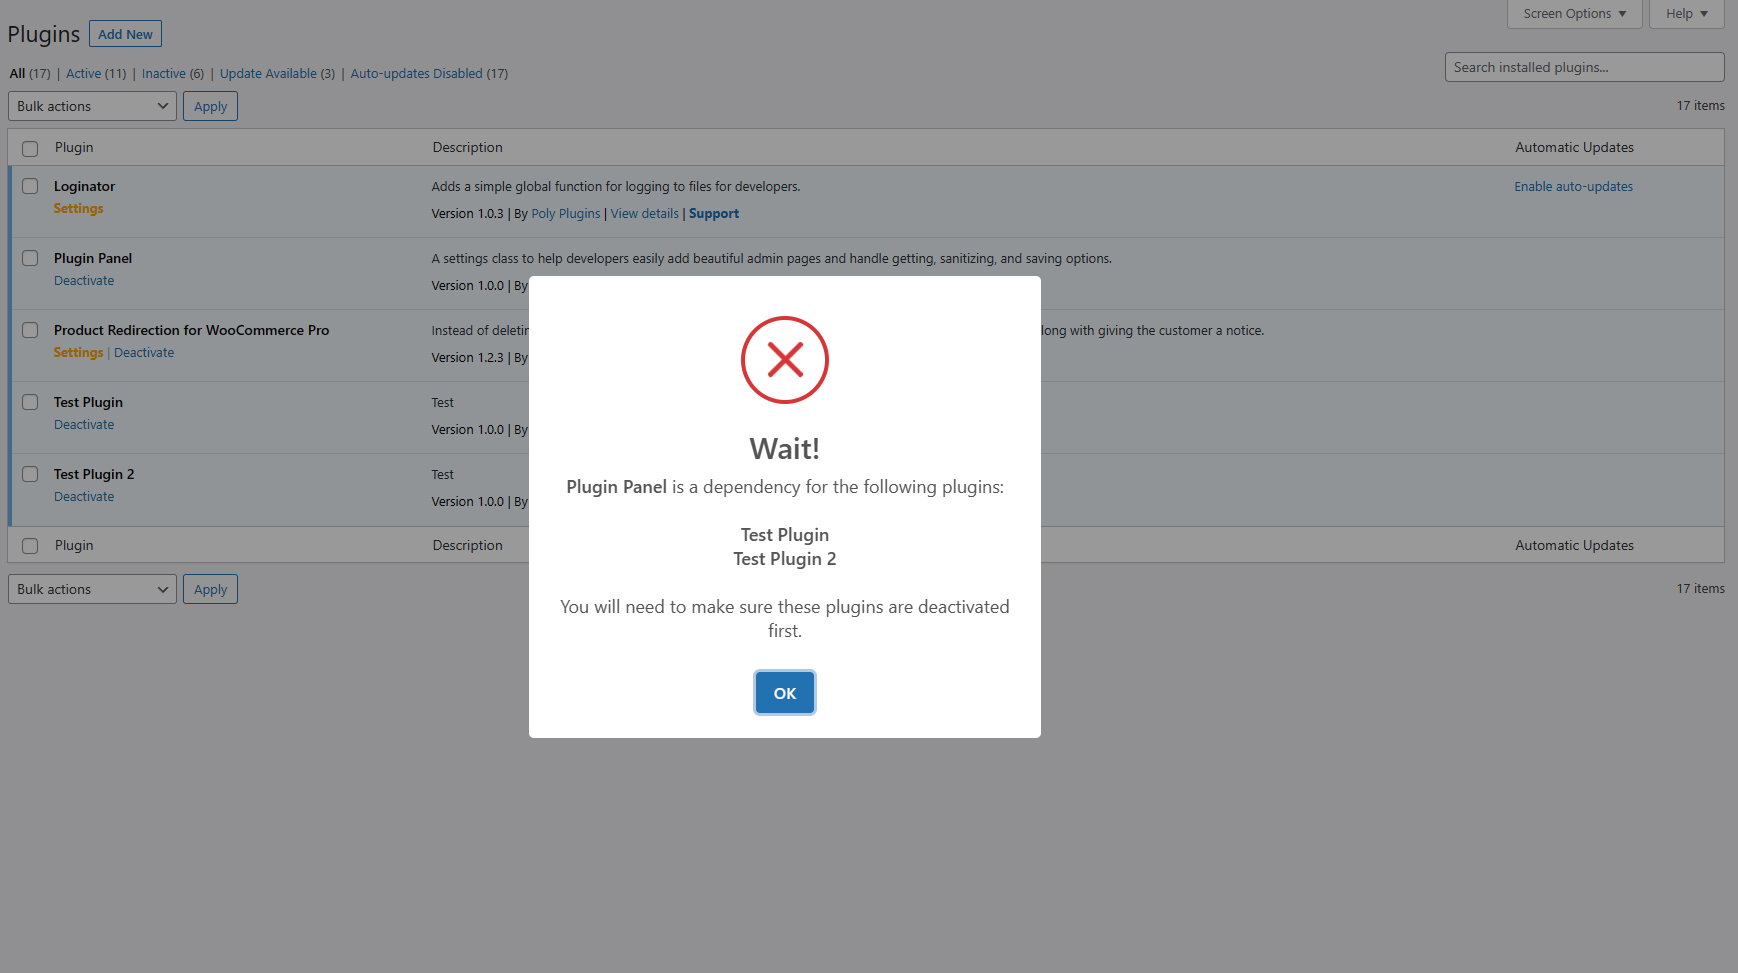 Screen Options
Help
Plugins Add New
All (17) | Active (11) | Inactive (6) | Update Available (3) | Auto-updates Disabled (17)
Search installed plugins...
Bulk actions Apply
17 items
Plugin Description Automatic Updates
Loginator
Settings
Adds a simple global function for logging to files for developers.
Version 1.0.3 | By Poly Plugins | View details | Support
Enable auto-updates
Plugin Panel
Deactivate
A settings class to help developers easily add beautiful admin pages and handle getting, sanitizing, and saving options.
Version 1.0.0 | By
Product Redirection for WooCommerce Pro
Settings | Deactivate
Instead of long with giving the customer a notice.
Version 1.2.3 | By
Test Plugin
Deactivate
Test
Version 1.0.0 | By
Test Plugin 2
Deactivate
Test
Version 1.0.0 | By
Plugin Description Automatic Updates
Bulk actions Apply
17 items
Wait!
Plugin Panel is a dependency for the following plugins:
Test Plugin
Test Plugin 2
You will need to make sure these plugins are deactivated
first.
OK